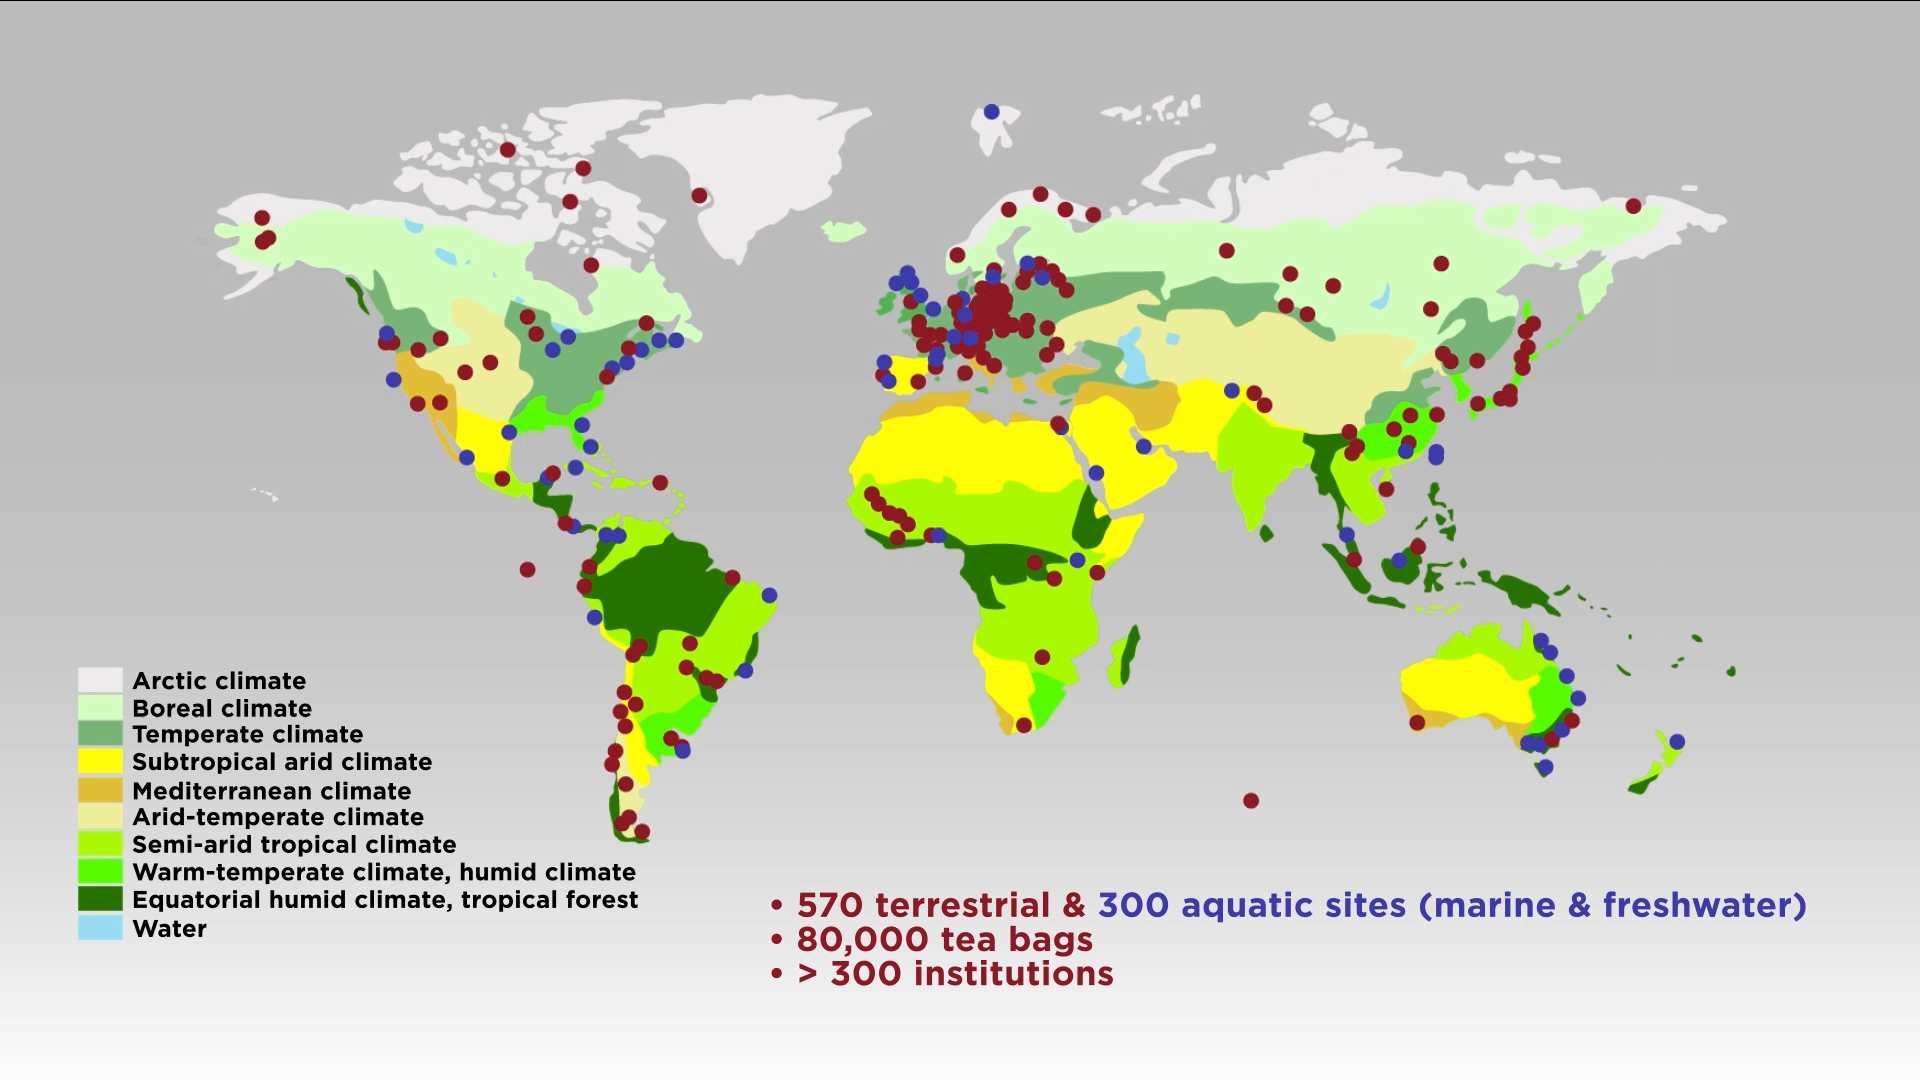 Arctic climate
Boreal climate
Temperate climate
Subtropical arid climate
Mediterranean climate
Arid-temperate climate
Semi-arid tropical climate
Warm-temperate climate, humid climate
Equatorial humid climate, tropical forest
Water
• 570 terrestrial & 300 aquatic sites (marine & freshwater)
• 80,000 tea bags
• > 300 institutions